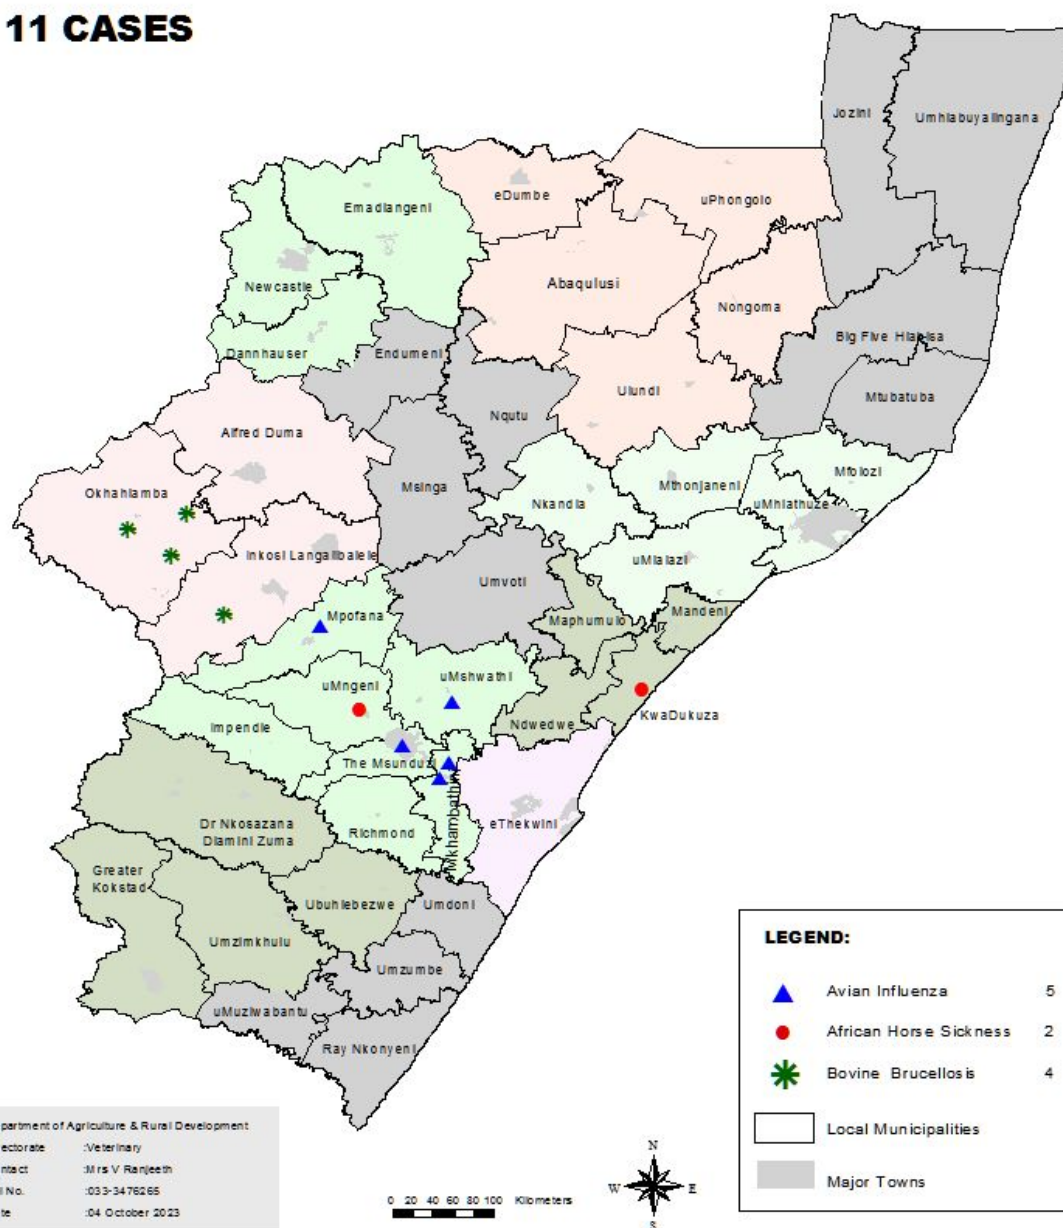 11 CASES
Jozini
Umhlabuyalingana
eDumbe
uPhongolo
Emadlangeni
Abaqulusi
Newcastle
Nongoma
Dannhauser
Endumeni
Big Five Hlabisa
Ulundi
Mtubatuba
Nqutu
Alfred Duma
Mfolozi
Msinga
Mthonjaneni
Okhahlamba
Nkandla
uMhlathuze
Inkosi Langalibalele
uMlalazi
Umvoti
Mpofana
Maphumulo
Mandeni
uMshwathi
uMngeni
KwaDukuza
Ndwedwe
Impendle
The Msunduzi
Mkhambathini
eThekwini
Richmond
Dr Nkosazana
Dlamini Zuma
Greater
Kokstad
Ubuhlebezwe
Umdoni
Umzimkhulu
Umzumbe
uMuziwabantu
Ray Nkonyeni
LEGEND:
Avian Influenza 5
African Horse Sickness 2
Bovine Brucellosis 4
Local Municipalities
Major Towns
partment of Agriculture & Rural Development
ectorate :Veterinary
ntact :Mrs V Ranjeeth
l No. :033-3476265
te :04 October 2023
0 20 40 60 80 100 Kilometers
N
W E
S